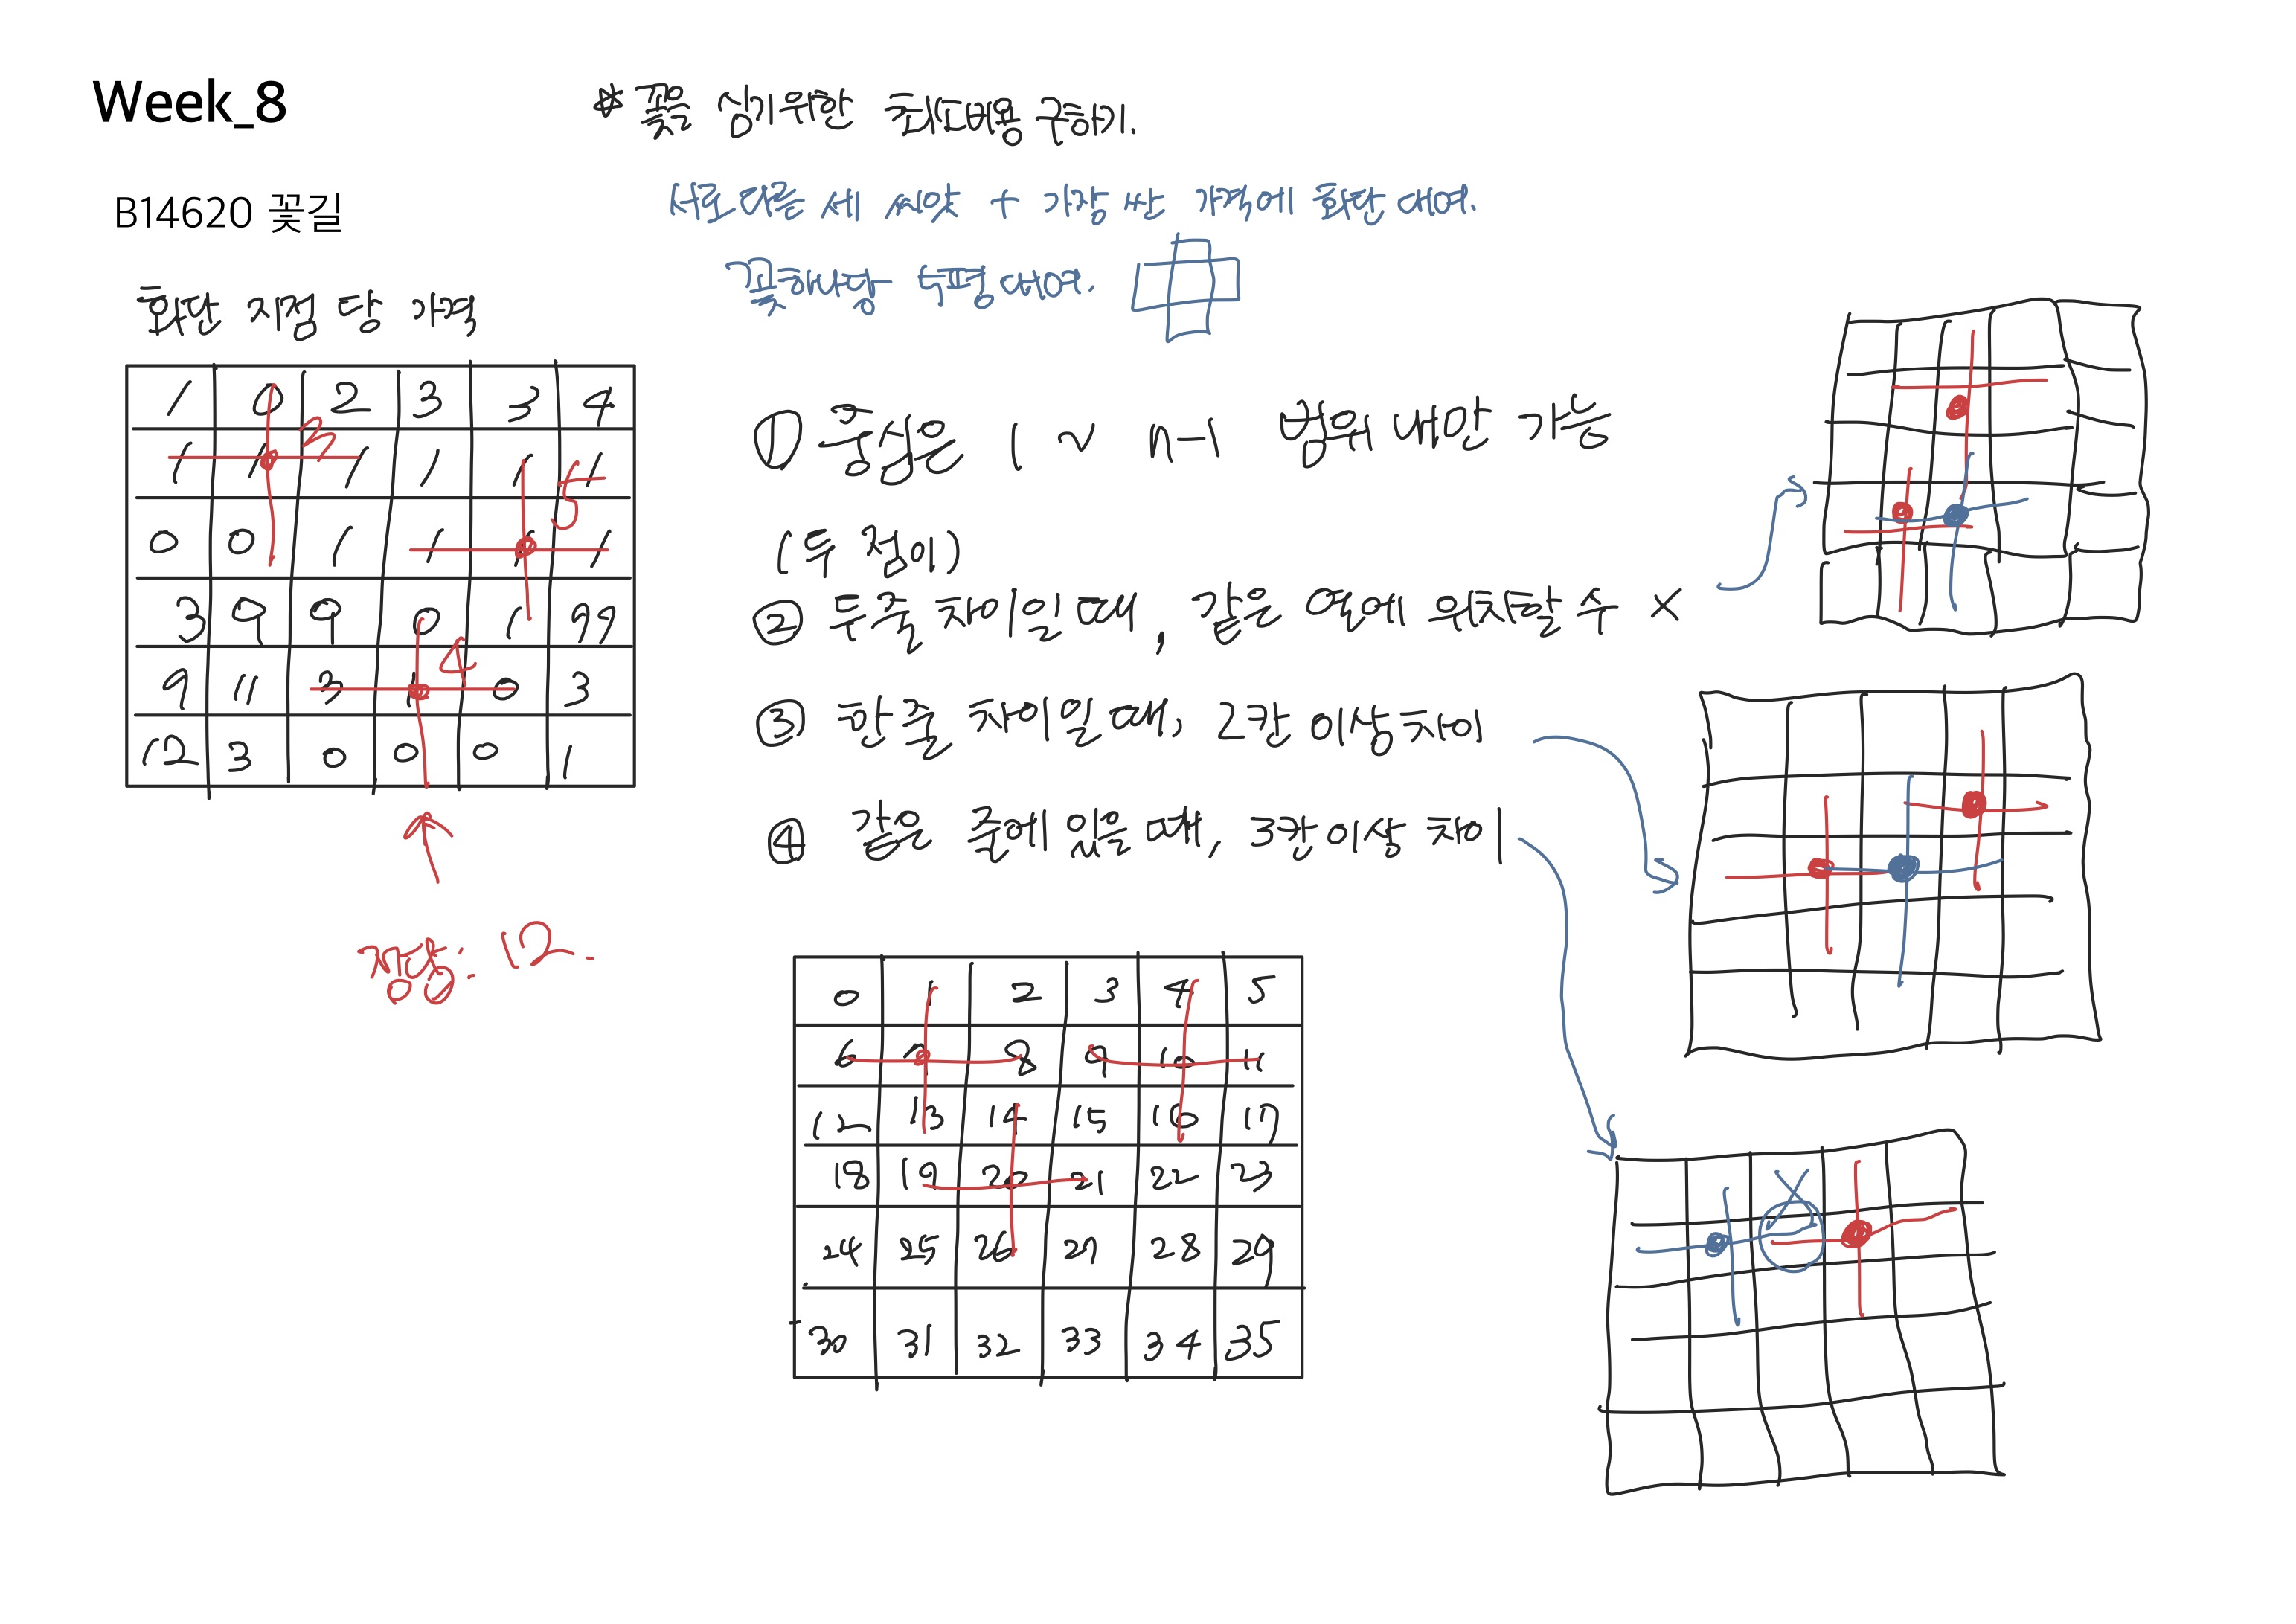 Week_8
* 꽃을 심기위한 최소비용 구하기.
B14620 꽃길
서로 다른 세 씨앗 + 가장 싼 가격에 화단 대여.
꽃하나당 5평 대여.
화단 지점 당 가격
1 0 2 3 3 4
1 1 1 1 1 1
0 0 1 1 1 1
3 9 9 0 1 99
9 11 3 1 0 3
12 3 0 0 0 1
3
5
4
정답: 12.
① 중심은 1 ~ n-1 범위 내만 가능
(두 점이)
② 두줄 차이일 때, 같은 열에 위치할 수 X
③ 한 줄 차이일 때, 2칸 이상 차이
④ 같은 줄에 있을 때, 3칸 이상 차이
0 1 2 3 4 5
6 7 8 9 10 11
12 13 14 15 16 17
18 19 20 21 22 23
24 25 26 27 28 29
30 31 32 33 34 35
X